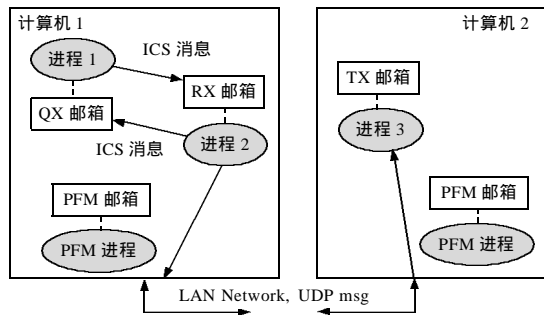 计算机 1
进程 1
ICS 消息
RX 邮箱
QX 邮箱
ICS 消息
进程 2
PFM 邮箱
PFM 进程
计算机 2
TX 邮箱
进程 3
PFM 邮箱
PFM 进程
LAN Network, UDP msg